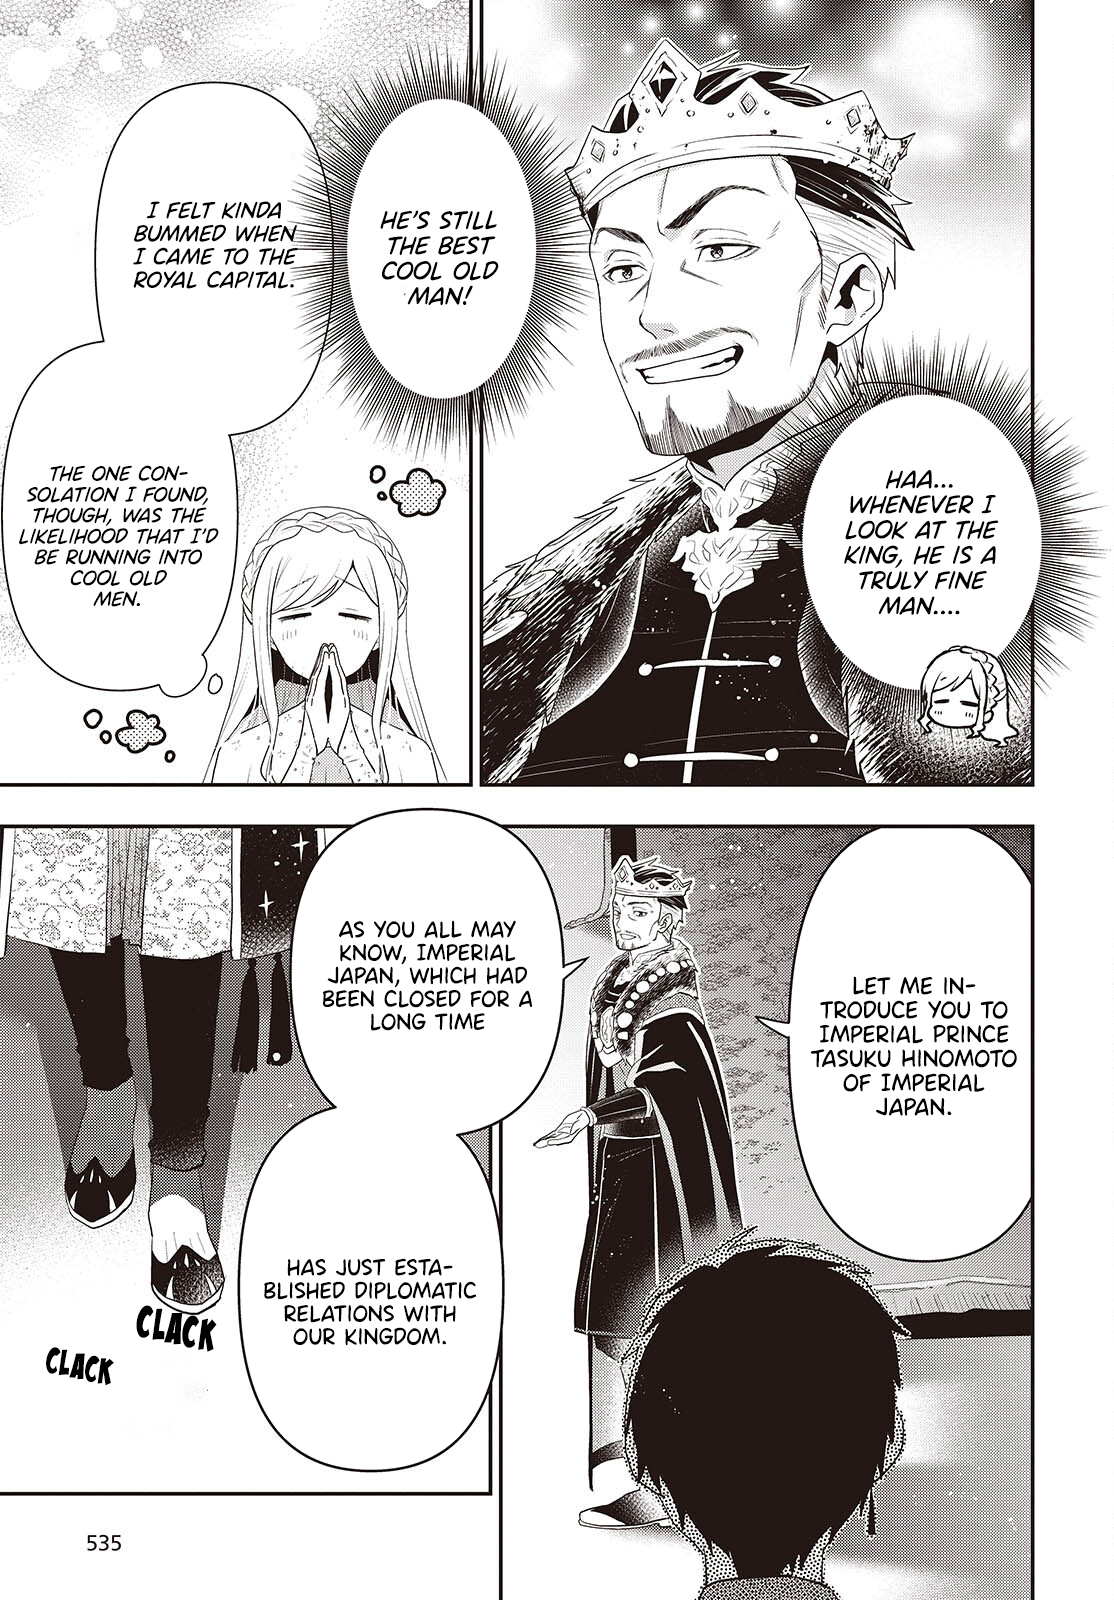 HAA...
WHENEVER I
LOOK AT THE
KING, HE IS A
TRULY FINE
MAN....
HE'S STILL
THE BEST
COOL OLD
MAN!
I FELT KINDA
BUMMED WHEN
I CAME TO THE
ROYAL CAPITAL.
THE ONE CON-
SOLATION I FOUND,
THOUGH, WAS THE
LIKELIHOOD THAT I'D
BE RUNNING INTO
COOL OLD
MEN.
LET ME IN-
TRODUCE YOU TO
IMPERIAL PRINCE
TASUKU HINOMOTO
OF IMPERIAL
JAPAN.
AS YOU ALL MAY
KNOW, IMPERIAL
JAPAN, WHICH HAD
BEEN CLOSED FOR A
LONG TIME
HAS JUST ESTA-
BLISHED DIPLOMATIC
RELATIONS WITH
OUR KINGDOM.
CLACK
CLACK
535